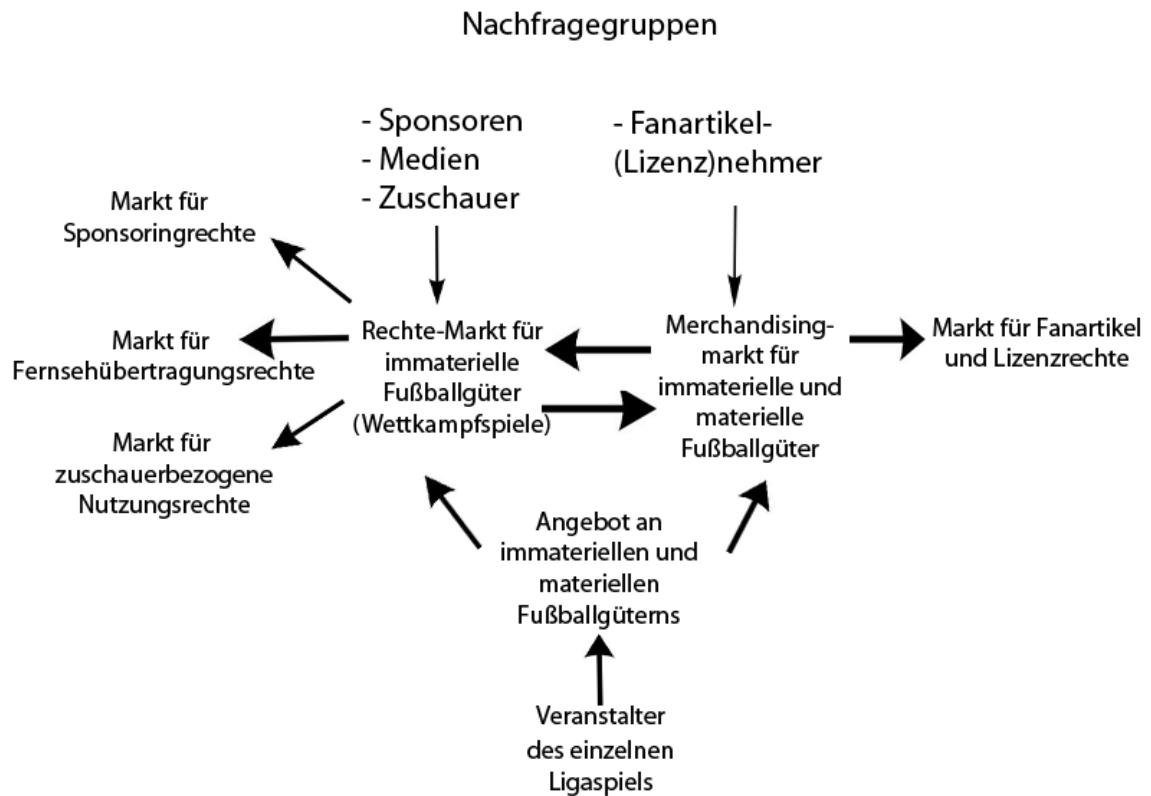 Nachfragegruppen
- Sponsoren
- Medien
- Zuschauer
- Fanartikel-
(Lizenz)nehmer
Markt für
Sponsoringrechte
Markt für
Fernsehübertragungsrechte
Markt für
zuschauerbezogene
Nutzungsrechte
Rechte-Markt für
immaterielle
Fußballgüter
(Wettkampfspiele)
Merchandising-
markt für
immaterielle und
materielle
Fußballgüter
Markt für Fanartikel
und Lizenzrechte
Angebot an
immateriellen und
materiellen
Fußballgüterns
Veranstalter
des einzelnen
Ligaspiels